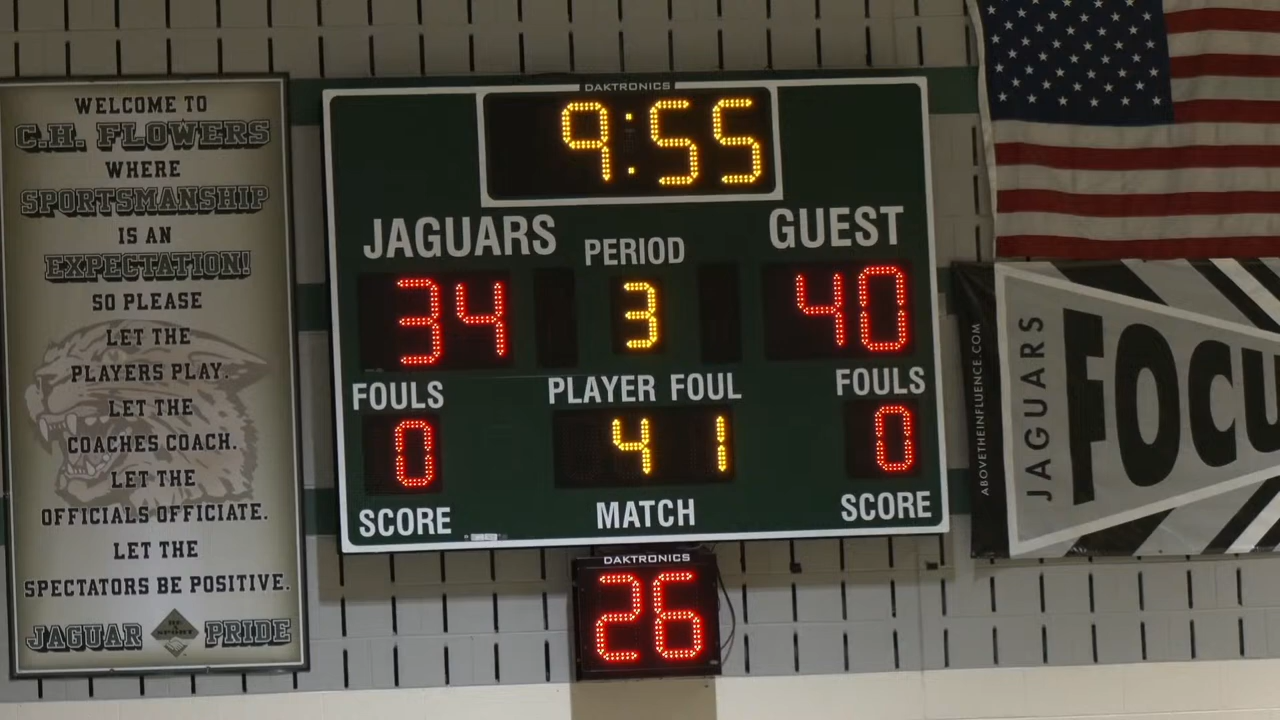 WELCOME TO
C.H. FLOWERS
WHERE
SPORTSMANSHIP
IS AN
EXPECTATION!
SO PLEASE
LET THE
PLAYERS PLAY.
LET THE
COACHES COACH.
LET THE
OFFICIALS OFFICIATE.
LET THE
SPECTATORS BE POSITIVE.
JAGUAR PRIDE
DAKTRONICS
9:55
JAGUARS PERIOD GUEST
34 3 40
FOULS PLAYER FOUL FOULS
0 41 0
SCORE MATCH SCORE
DAKTRONICS
26
ABOVETHEINFLUENCE.COM
JAGUARS
FOCU